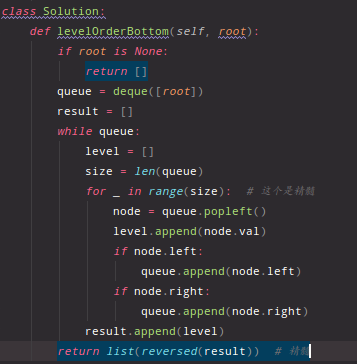 class Solution:
    def levelOrderBottom(self, root):
        if root is None:
            return []
        queue = deque([root])
        result = []
        while queue:
            level = []
            size = len(queue)
            for _ in range(size):  # 这个是精髓
                node = queue.popleft()
                level.append(node.val)
                if node.left:
                    queue.append(node.left)
                if node.right:
                    queue.append(node.right)
            result.append(level)
        return list(reversed(result))  # 精髓